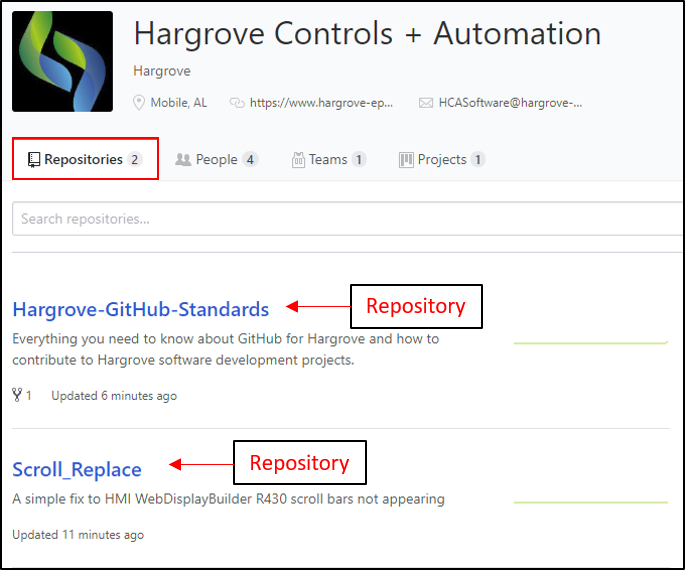 Hargrove Controls + Automation
Hargrove
Mobile, AL https://www.hargrove-ep... HCASoftware@hargrove-...
Repositories 2 People 4 Teams 1 Projects 1
Search repositories...
Hargrove-GitHub-Standards Repository
Everything you need to know about GitHub for Hargrove and how to
contribute to Hargrove software development projects.
1 Updated 6 minutes ago
Scroll_Replace Repository
A simple fix to HMI WebDisplayBuilder R430 scroll bars not appearing
Updated 11 minutes ago